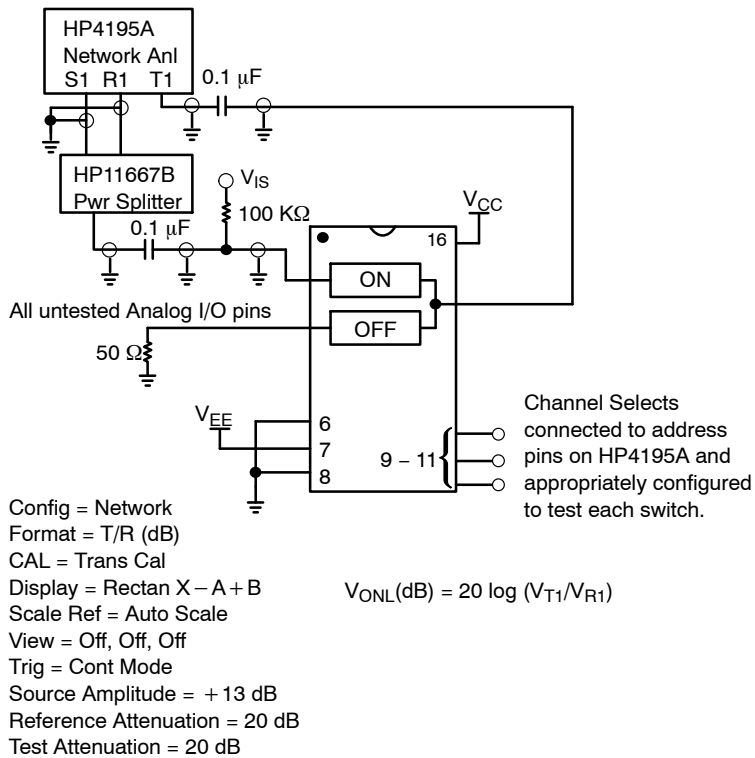 HP4195A
Network Anl
S1 R1 T1
0.1 μF
HP11667B
Pwr Splitter
V_IS
100 KΩ
0.1 μF
V_CC
16
ON
All untested Analog I/O pins
OFF
50 Ω
V_EE
6
7
8
9 – 11
Channel Selects
connected to address
pins on HP4195A and
appropriately configured
to test each switch.
Config = Network
Format = T/R (dB)
CAL = Trans Cal
Display = Rectan X – A + B
Scale Ref = Auto Scale
View = Off, Off, Off
Trig = Cont Mode
Source Amplitude = +13 dB
Reference Attenuation = 20 dB
Test Attenuation = 20 dB
V_ONL(dB) = 20 log (V_T1/V_R1)